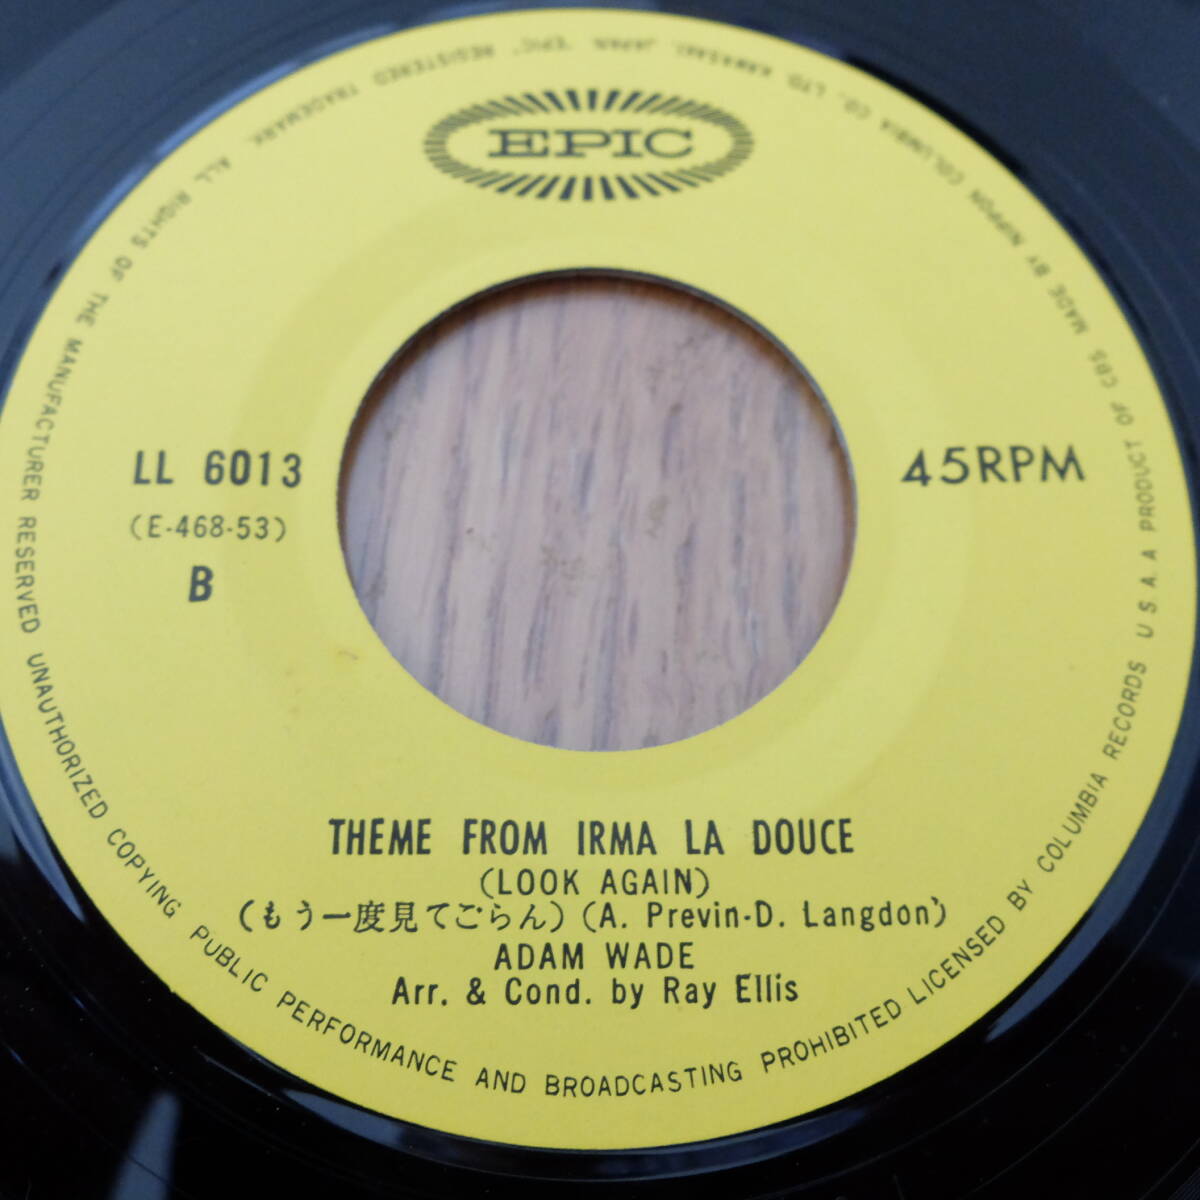 EPIC
LL 6013
(E-468-53)
B
45RPM
THEME FROM IRMA LA DOUCE
(LOOK AGAIN)
(もう一度見てごらん) (A. Previn-D. Langdon)
ADAM WADE
Arr. & Cond. by Ray Ellis
"EPIC", REGISTERED TRADEMARK. ALL RIGHTS OF THE MANUFACTURER RESERVED UNAUTHORIZED COPYING PUBLIC PERFORMANCE AND BROADCASTING PROHIBITED LICENSED BY COLUMBIA RECORDS U.S.A. A PRODUCT OF CBS MADE BY NIPPON COLUMBIA CO., LTD. KAWASAKI, JAPAN